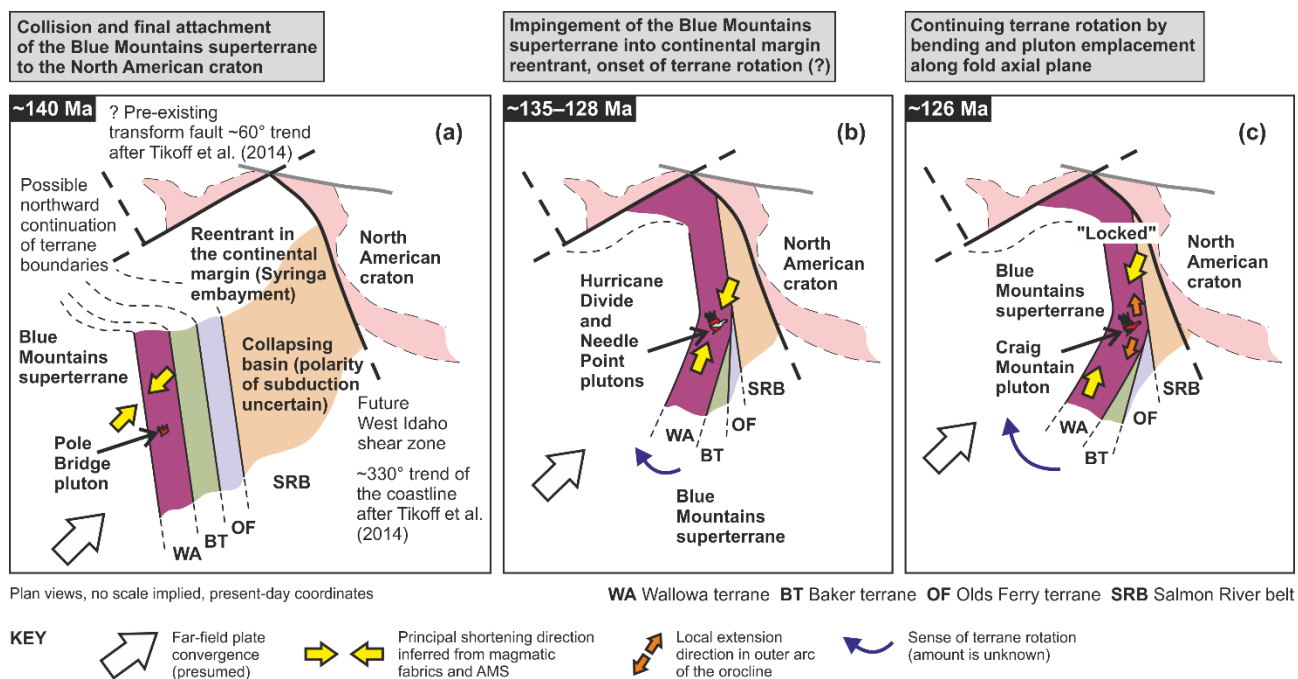 Collision and final attachment
of the Blue Mountains superterrane
to the North American craton
Impingement of the Blue Mountains
superterrane into continental margin
reentrant, onset of terrane rotation (?)
Continuing terrane rotation by
bending and pluton emplacement
along fold axial plane
~140 Ma
(a)
? Pre-existing
transform fault ~60° trend
after Tikoff et al. (2014)
Possible
northward
continuation
of terrane
boundaries
Reentrant in the
continental margin (Syringa
embayment)
North
American
craton
Blue
Mountains
superterrane
Collapsing
basin (polarity
of subduction
uncertain)
Future
West Idaho
shear zone
~330° trend of
the coastline
after Tikoff et al.
(2014)
Pole
Bridge
pluton
SRB
OF
BT
WA
~135–128 Ma
(b)
North
American
craton
Hurricane
Divide
and
Needle
Point
plutons
SRB
OF
WA
BT
Blue
Mountains
superterrane
~126 Ma
(c)
"Locked"
North
American
craton
Blue
Mountains
superterrane
Craig
Mountain
pluton
SRB
OF
WA
BT
Plan views, no scale implied, present-day coordinates
WA Wallowa terrane BT Baker terrane OF Olds Ferry terrane SRB Salmon River belt
KEY
Far-field plate
convergence
(presumed)
Principal shortening direction
inferred from magmatic
fabrics and AMS
Local extension
direction in outer arc
of the orocline
Sense of terrane rotation
(amount is unknown)